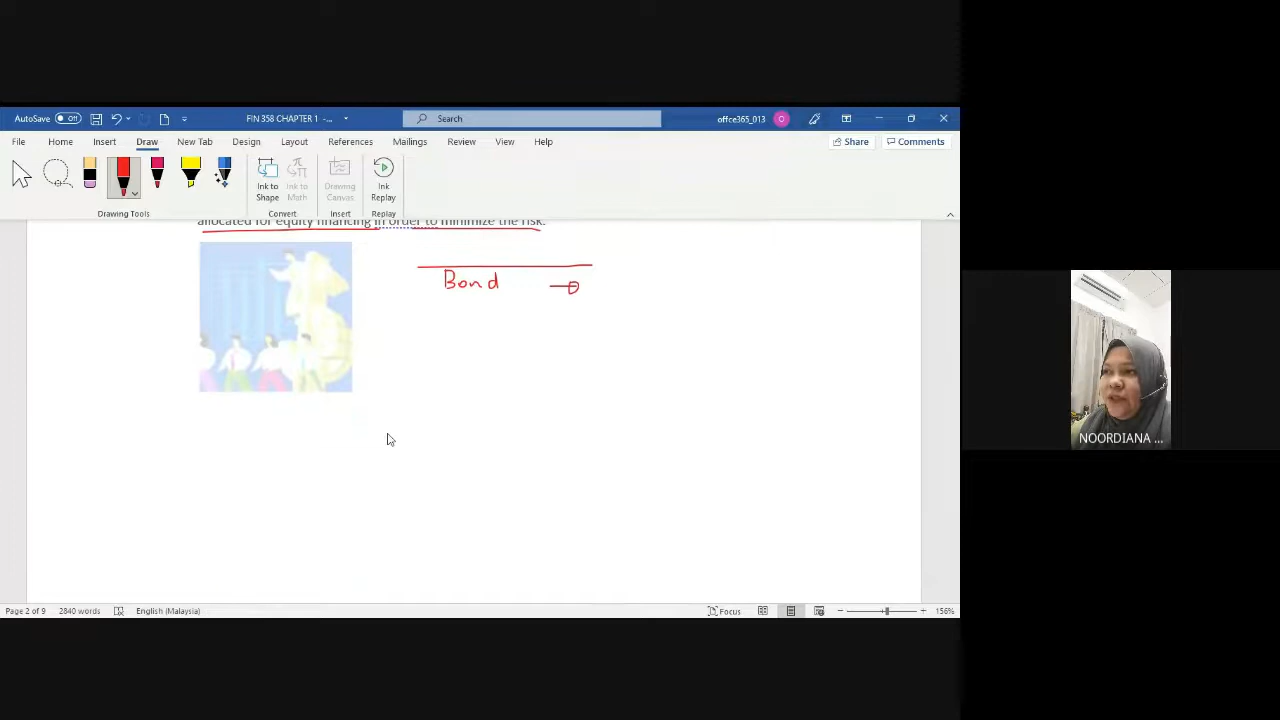 AutoSave Off FIN 358 CHAPTER 1 -... Search offce365_013
File Home Insert Draw New Tab Design Layout References Mailings Review View Help Share Comments
Ink to Shape
Ink to Math
Drawing Canvas
Ink Replay
Drawing Tools Convert Insert Replay
allocated for equity financing in order to minimize the risk.
Bond
NOORDIANA ...
Page 2 of 9 2840 words English (Malaysia) Focus 156%